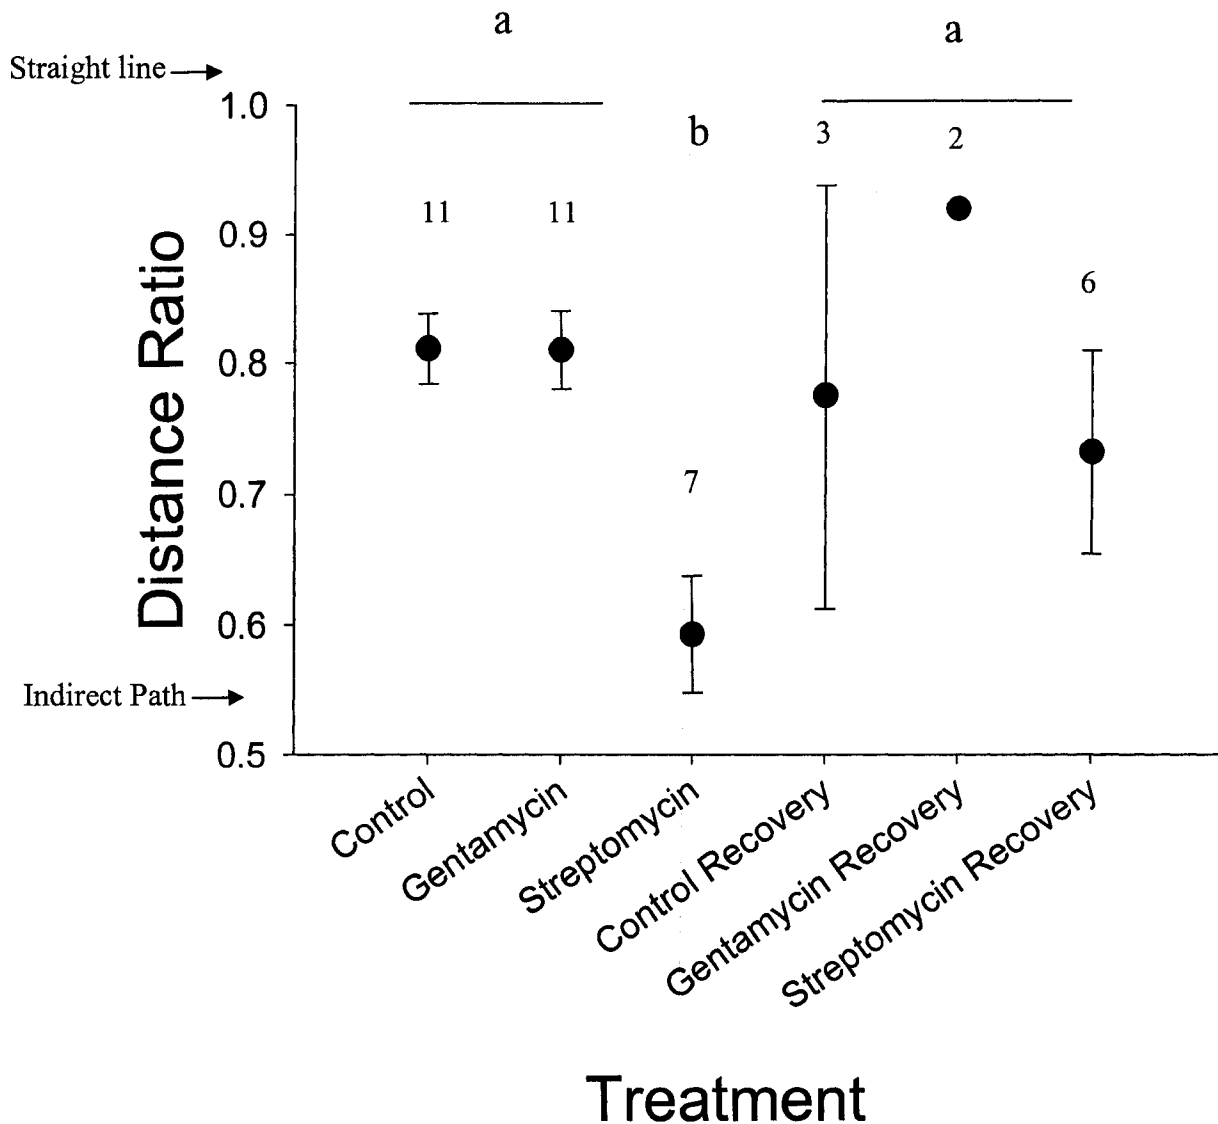 a
a
Straight line
1.0
b
3
2
11
11
0.9
6
0.8
7
0.7
0.6
Indirect Path
0.5
Distance Ratio
Control
Gentamycin
Streptomycin
Control Recovery
Gentamycin Recovery
Streptomycin Recovery
Treatment